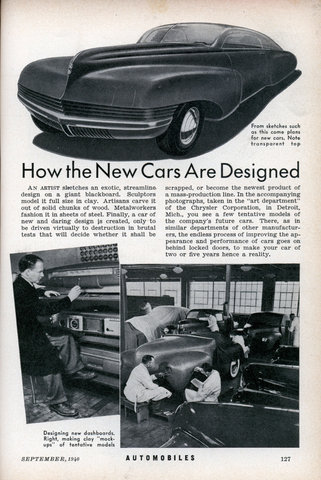 From sketches such
as this come plans
for new cars. Note
transparent top
How the New Cars Are Designed
AN ARTIST sketches an exotic, streamline
design on a giant blackboard. Sculptors
model it full size in clay. Artisans carve it
out of solid chunks of wood. Metalworkers
fashion it in sheets of steel. Finally, a car of
new and daring design is created, only to
be driven virtually to destruction in brutal
tests that will decide whether it shall be
scrapped, or become the newest product of
a mass-production line. In the accompanying
photographs, taken in the "art department"
of the Chrysler Corporation, in Detroit,
Mich., you see a few tentative models of
the company's future cars. There, as in
similar departments of other manufactur-
ers, the endless process of improving the ap-
pearance and performance of cars goes on
behind locked doors, to make your car of
two or five years hence a reality.
Designing new dashboards.
Right, making clay "mock-
ups" of tentative models
SEPTEMBER, 1940
AUTOMOBILES
127